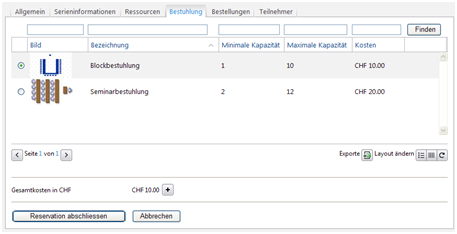 Allgemein Serieninformationen Ressourcen Bestuhlung Bestellungen Teilnehmer
Finden
Bild Bezeichnung Minimale Kapazität Maximale Kapazität Kosten
Blockbestuhlung 1 10 CHF 10.00
Seminarbestuhlung 2 12 CHF 20.00
Seite 1 von 1 Exporte Layout ändern
Gesamtkosten in CHF CHF 10.00
Reservation abschliessen Abbrechen